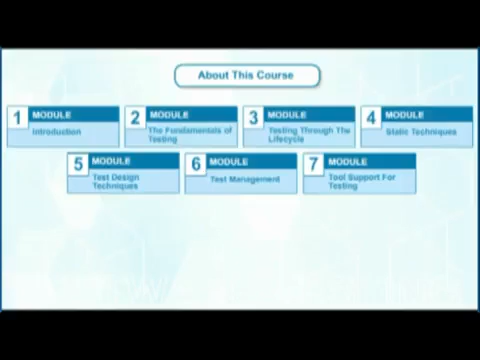 About This Course
1 MODULE
Introduction
2 MODULE
The Fundamentals of
Testing
3 MODULE
Testing Through The
Lifecycle
4 MODULE
Static Techniques
5 MODULE
Test Design
Techniques
6 MODULE
Test Management
7 MODULE
Tool Support For
Testing